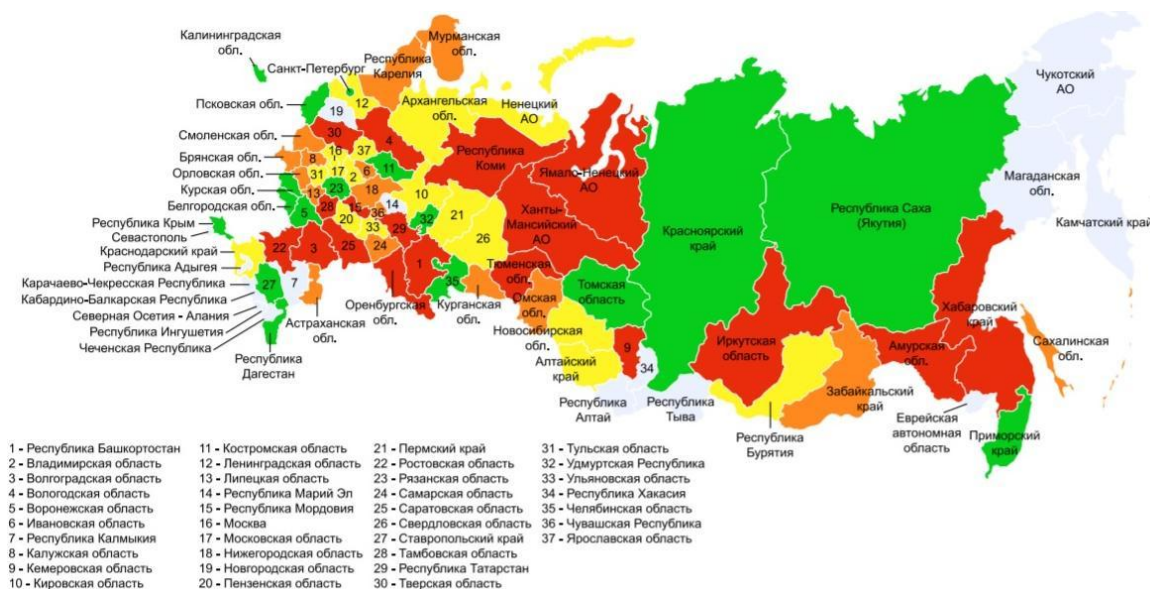 Калининградская
обл.
Мурманская
обл.
Санкт-Петербург
Республика
Карелия
Псковская обл.
12
19
Архангельская
обл.
Ненецкий
АО
Чукотский
АО
Смоленская обл.
30
4
Брянская обл.
16
37
8
Орловская обл.
31
17
2
6
11
Республика
Коми
Ямало-Ненецкий
АО
Курская обл.
13
23
18
10
Магаданская
обл.
Белгородская обл.
5
28
15
36
14
20
33
29
32
21
26
Ханты-
Мансийский
АО
Красноярский
край
Республика Саха
(Якутия)
Камчатский край
Республика Крым
Севастополь
Краснодарский край
22
3
25
24
1
Республика Адыгея
Тюменская
обл.
Карачаево-Чекресская Республика
27
7
35
Томская
область
Кабардино-Балкарская Республика
Оренбургская
обл.
Курганская
обл.
Омская
обл.
Хабаровский
край
Северная Осетия - Алания
Астраханская
обл.
Новосибирская
обл.
Республика Ингушетия
Чеченская Республика
Иркутская
область
Амурская
обл.
Сахалинская
обл.
Республика
Дагестан
Алтайский
край
9
34
Забайкальский
край
Республика
Алтай
Республика
Тыва
Республика
Бурятия
Еврейская
автономная
область
Приморский
край
1 - Республика Башкортостан
2 - Владимирская область
3 - Волгоградская область
4 - Вологодская область
5 - Воронежская область
6 - Ивановская область
7 - Республика Калмыкия
8 - Калужская область
9 - Кемеровская область
10 - Кировская область
11 - Костромская область
12 - Ленинградская область
13 - Липецкая область
14 - Республика Марий Эл
15 - Республика Мордовия
16 - Москва
17 - Московская область
18 - Нижегородская область
19 - Новгородская область
20 - Пензенская область
21 - Пермский край
22 - Ростовская область
23 - Рязанская область
24 - Самарская область
25 - Саратовская область
26 - Свердловская область
27 - Ставропольский край
28 - Тамбовская область
29 - Республика Татарстан
30 - Тверская область
31 - Тульская область
32 - Удмуртская Республика
33 - Ульяновская область
34 - Республика Хакасия
35 - Челябинская область
36 - Чувашская Республика
37 - Ярославская область